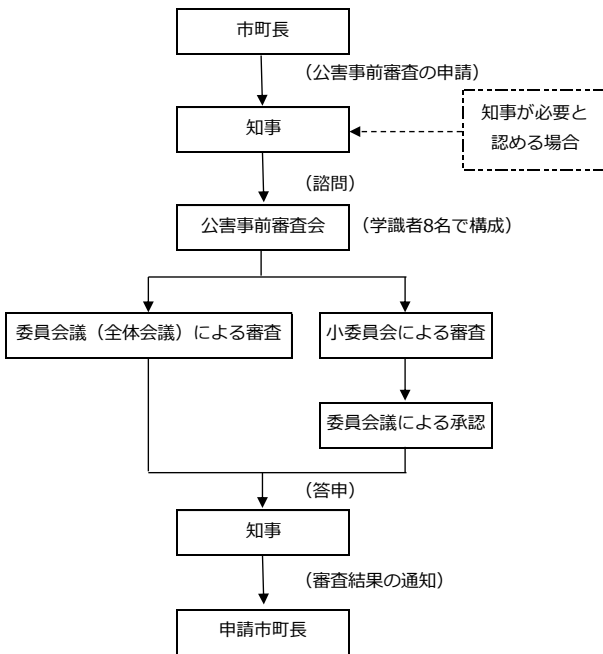 市町長
（公害事前審査の申請）
知事
知事が必要と
認める場合
（諮問）
公害事前審査会
（学識者8名で構成）
委員会議（全体会議）による審査
小委員会による審査
委員会議による承認
（答申）
知事
（審査結果の通知）
申請市町長